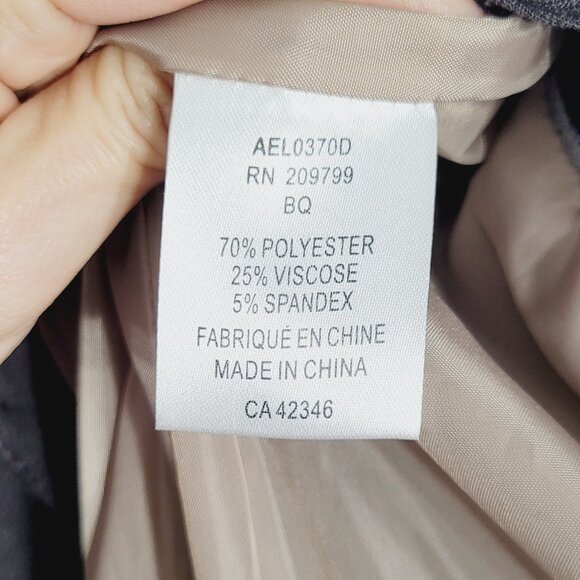 AEL0370D
RN 209799
BQ
70% POLYESTER
25% VISCOSE
5% SPANDEX
FABRIQUÉ EN CHINE
MADE IN CHINA
CA 42346